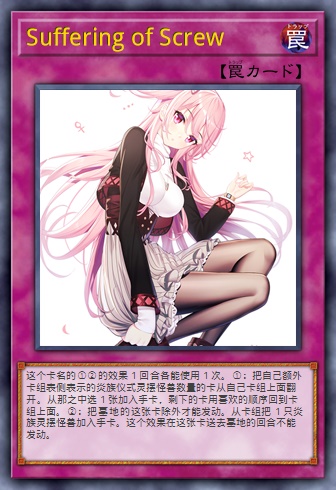 Suffering of Screw
トラップ
罠
【罠カード】
这个卡名的①②的效果1回合各能使用1次。①：把自己额外
卡组表侧表示的炎族仪式灵摆怪兽数量的卡从自己卡组上面翻
开。从那之中选1张加入手卡，剩下的卡用喜欢的顺序回到卡
组上面。②：把墓地的这张卡除外才能发动。从卡组把1只炎
族灵摆怪兽加入手卡。这个效果在这张卡送去墓地的回合不能
发动。